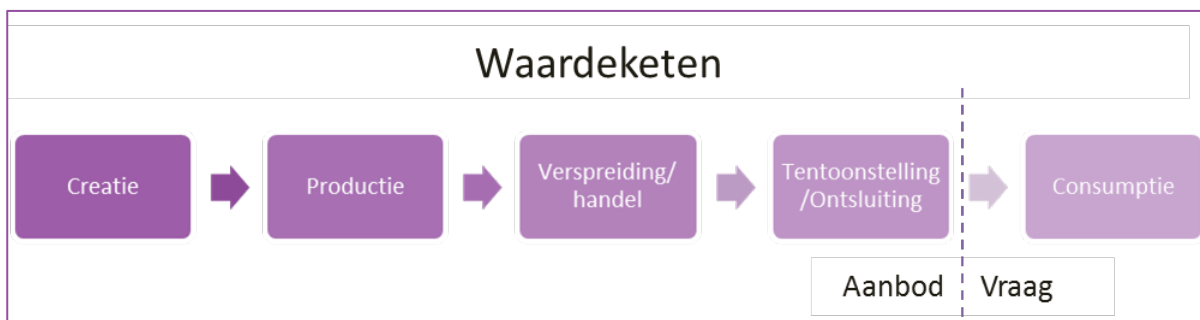 Waardeketen
Creatie
Productie
Verspreiding/
handel
Tentoonstelling
/Ontsluiting
Consumptie
Aanbod
Vraag